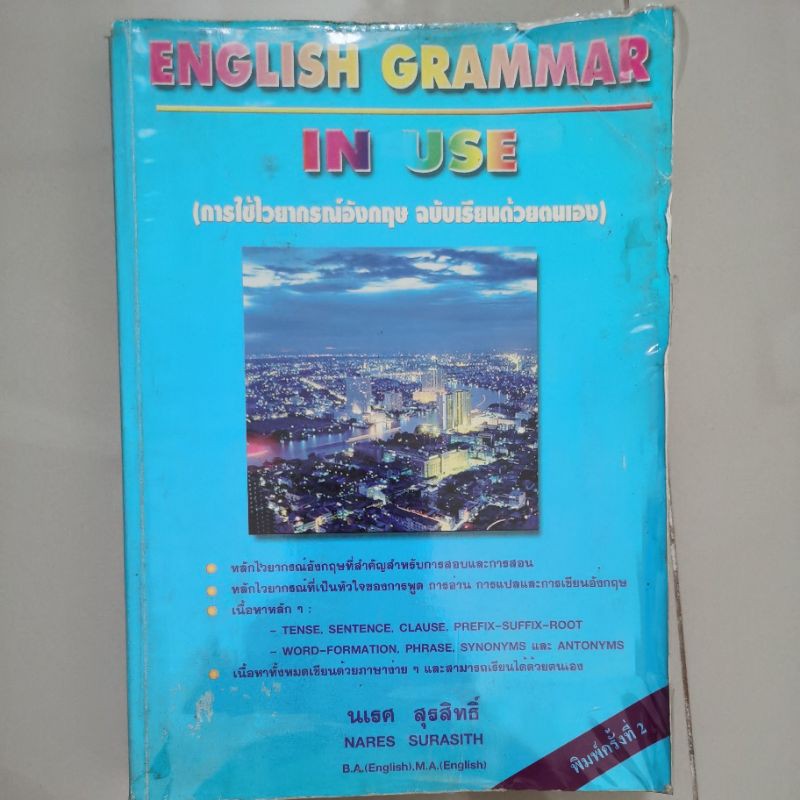 ENGLISH GRAMMAR
IN USE
(การใช้ไวยากรณ์อังกฤษ ฉบับเรียนด้วยตนเอง)
หลักไวยากรณ์อังกฤษที่สำคัญสำหรับการสอบและการสอน
หลักไวยากรณ์ที่เป็นหัวใจของการพูด การอ่าน การแปลและการเขียนอังกฤษ
เนื้อหาหลัก ๆ :
- TENSE, SENTENCE, CLAUSE, PREFIX-SUFFIX-ROOT
- WORD-FORMATION, PHRASE, SYNONYMS และ ANTONYMS
เนื้อหาทั้งหมดเขียนด้วยภาษาง่าย ๆ และสามารถเรียนได้ด้วยตนเอง
นเรศ สุรสิทธิ์
NARES SURASITH
B.A.(English),M.A.(English)
พิมพ์ครั้งที่ 2